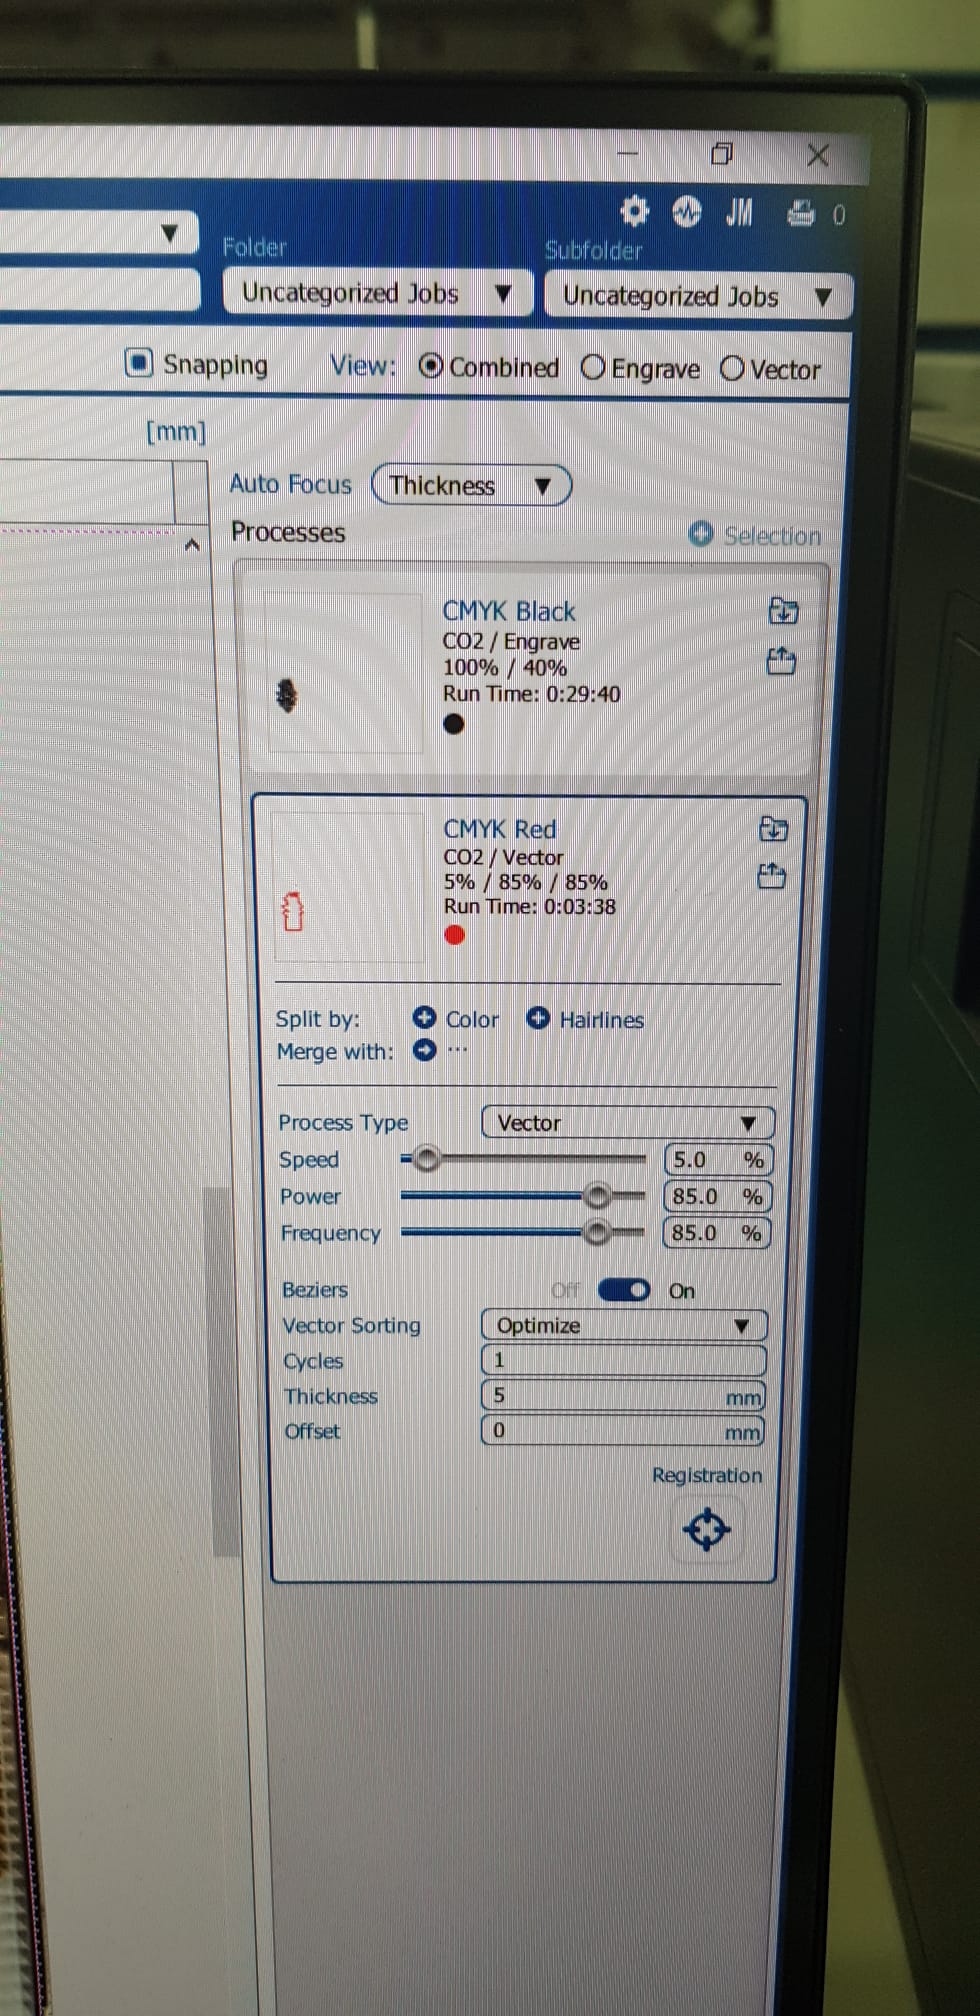 JM 0
Folder Subfolder
Uncategorized Jobs Uncategorized Jobs
Snapping View: Combined Engrave Vector
[mm]
Auto Focus Thickness
Processes Selection
CMYK Black
CO2 / Engrave
100% / 40%
Run Time: 0:29:40
CMYK Red
CO2 / Vector
5% / 85% / 85%
Run Time: 0:03:38
Split by: Color Hairlines
Merge with: ...
Process Type Vector
Speed 5.0 %
Power 85.0 %
Frequency 85.0 %
Beziers Off On
Vector Sorting Optimize
Cycles 1
Thickness 5 mm
Offset 0 mm
Registration